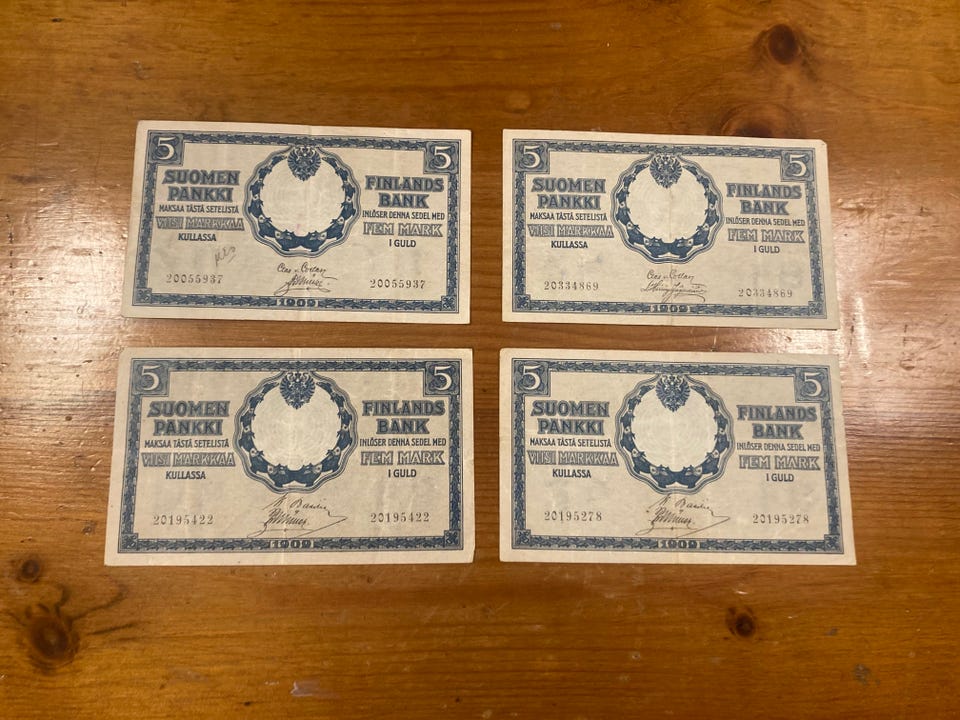 5 5
SUOMEN PANKKI
MAKSAA TÄSTÄ SETELISTÄ
VIISI MARKKAA
KULLASSA
FINLANDS BANK
INLÖSER DENNA SEDEL MED
FEM MARK
I GULD
20055937 20055937
1909
5 5
SUOMEN PANKKI
MAKSAA TÄSTÄ SETELISTÄ
VIISI MARKKAA
KULLASSA
FINLANDS BANK
INLÖSER DENNA SEDEL MED
FEM MARK
I GULD
20334869 20334869
1909
5 5
SUOMEN PANKKI
MAKSAA TÄSTÄ SETELISTÄ
VIISI MARKKAA
KULLASSA
FINLANDS BANK
INLÖSER DENNA SEDEL MED
FEM MARK
I GULD
20195422 20195422
1909
5 5
SUOMEN PANKKI
MAKSAA TÄSTÄ SETELISTÄ
VIISI MARKKAA
KULLASSA
FINLANDS BANK
INLÖSER DENNA SEDEL MED
FEM MARK
I GULD
20195278 20195278
1909